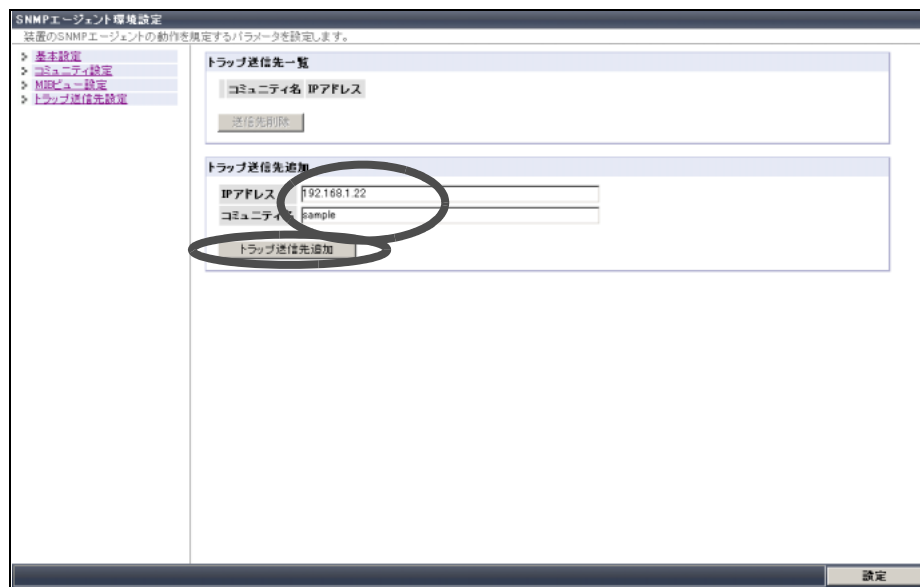 SNMPエージェント環境設定
装置のSNMPエージェントの動作を規定するパラメータを設定します。
> 基本設定
> コミュニティ設定
> MIBビュー設定
> トラップ送信先設定
トラップ送信先一覧
コミュニティ名 IPアドレス
送信先削除
トラップ送信先追加
IPアドレス 192.168.1.22
コミュニティ名 sample
トラップ送信先追加
設定